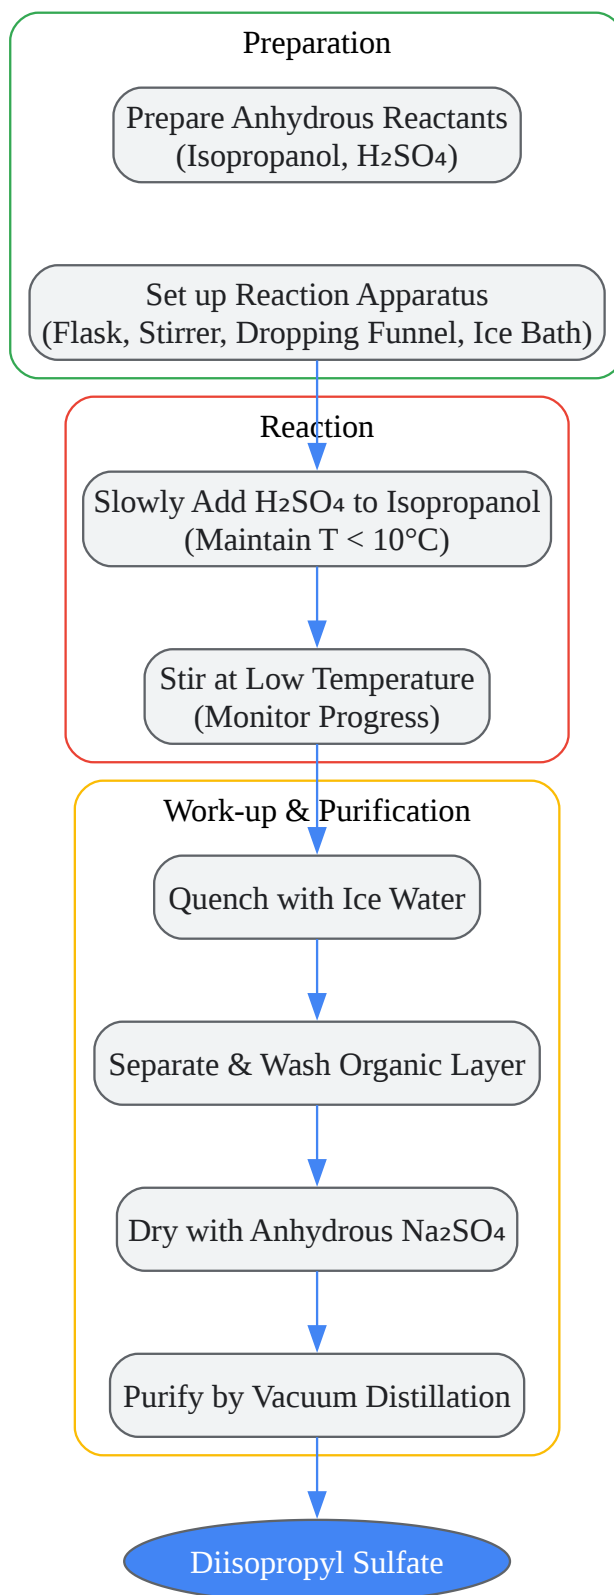 Preparation
Prepare Anhydrous Reactants
(Isopropanol, H₂SO₄)
Set up Reaction Apparatus
(Flask, Stirrer, Dropping Funnel, Ice Bath)
Reaction
Slowly Add H₂SO₄ to Isopropanol
(Maintain T < 10°C)
Stir at Low Temperature
(Monitor Progress)
Work-up & Purification
Quench with Ice Water
Separate & Wash Organic Layer
Dry with Anhydrous Na₂SO₄
Purify by Vacuum Distillation
Diisopropyl Sulfate